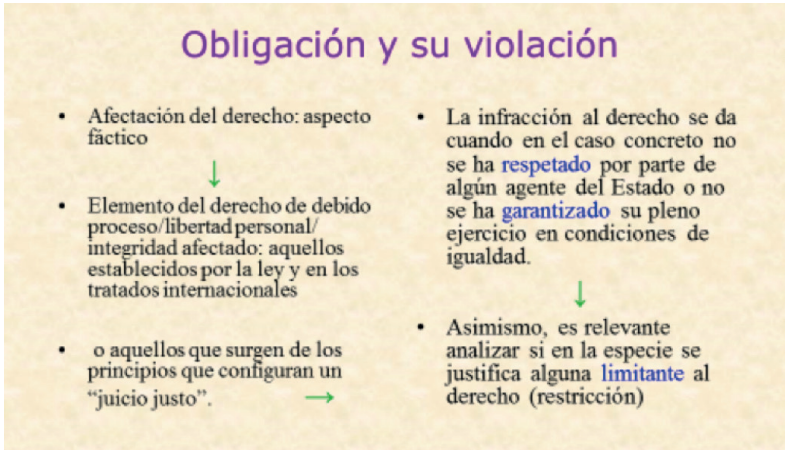 Obligación y su violación
• Afectación del derecho: aspecto
fáctico
↓
• Elemento del derecho de debido
proceso/libertad personal/
integridad afectado: aquellos
establecidos por la ley y en los
tratados internacionales
• o aquellos que surgen de los
principios que configuran un
“juicio justo”. →
• La infracción al derecho se da
cuando en el caso concreto no
se ha respetado por parte de
algún agente del Estado o no
se ha garantizado su pleno
ejercicio en condiciones de
igualdad.
↓
• Asimismo, es relevante
analizar si en la especie se
justifica alguna limitante al
derecho (restricción)